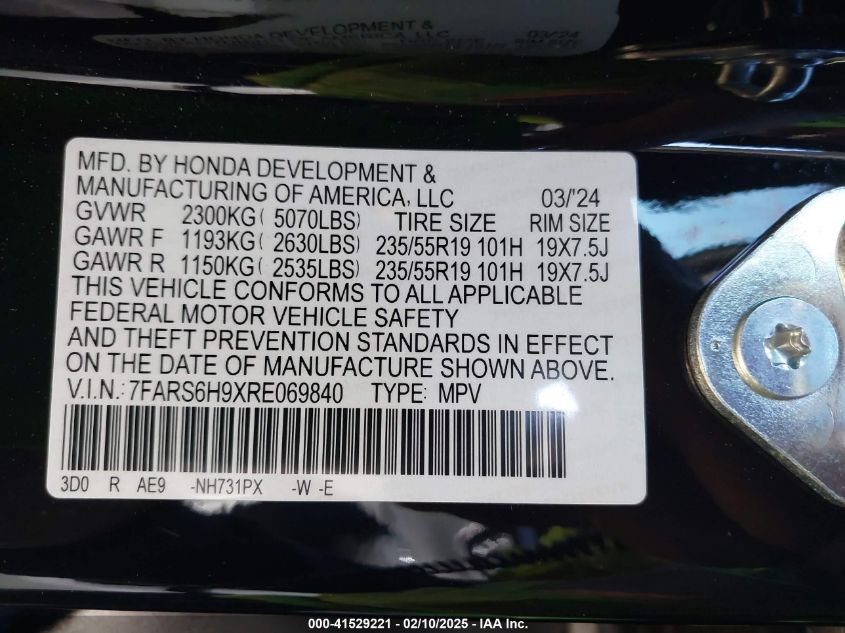 MFD. BY HONDA DEVELOPMENT &
MANUFACTURING OF AMERICA, LLC 03/'24
GVWR 2300KG( 5070LBS) TIRE SIZE RIM SIZE
GAWR F 1193KG( 2630LBS) 235/55R19 101H 19X7.5J
GAWR R 1150KG( 2535LBS) 235/55R19 101H 19X7.5J
THIS VEHICLE CONFORMS TO ALL APPLICABLE
FEDERAL MOTOR VEHICLE SAFETY
AND THEFT PREVENTION STANDARDS IN EFFECT
ON THE DATE OF MANUFACTURE SHOWN ABOVE.
V.I.N.: 7FARS6H9XRE069840 TYPE: MPV
3D0 R AE9 -NH731PX -W -E
000-41529221 - 02/10/2025 - IAA Inc.